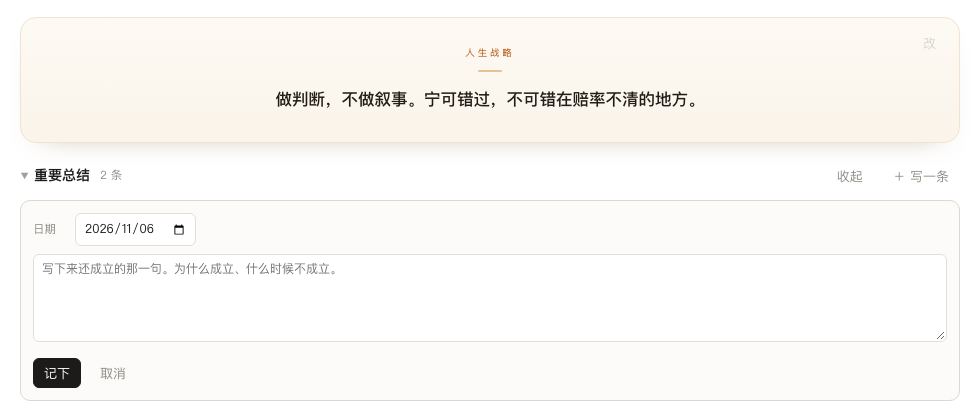 改
人生战略
做判断，不做叙事。宁可错过，不可错在赔率不清的地方。
▼ 重要总结 2 条 收起 ＋ 写一条
日期 2026/11/06
写下来还成立的那一句。为什么成立、什么时候不成立。
记下 取消